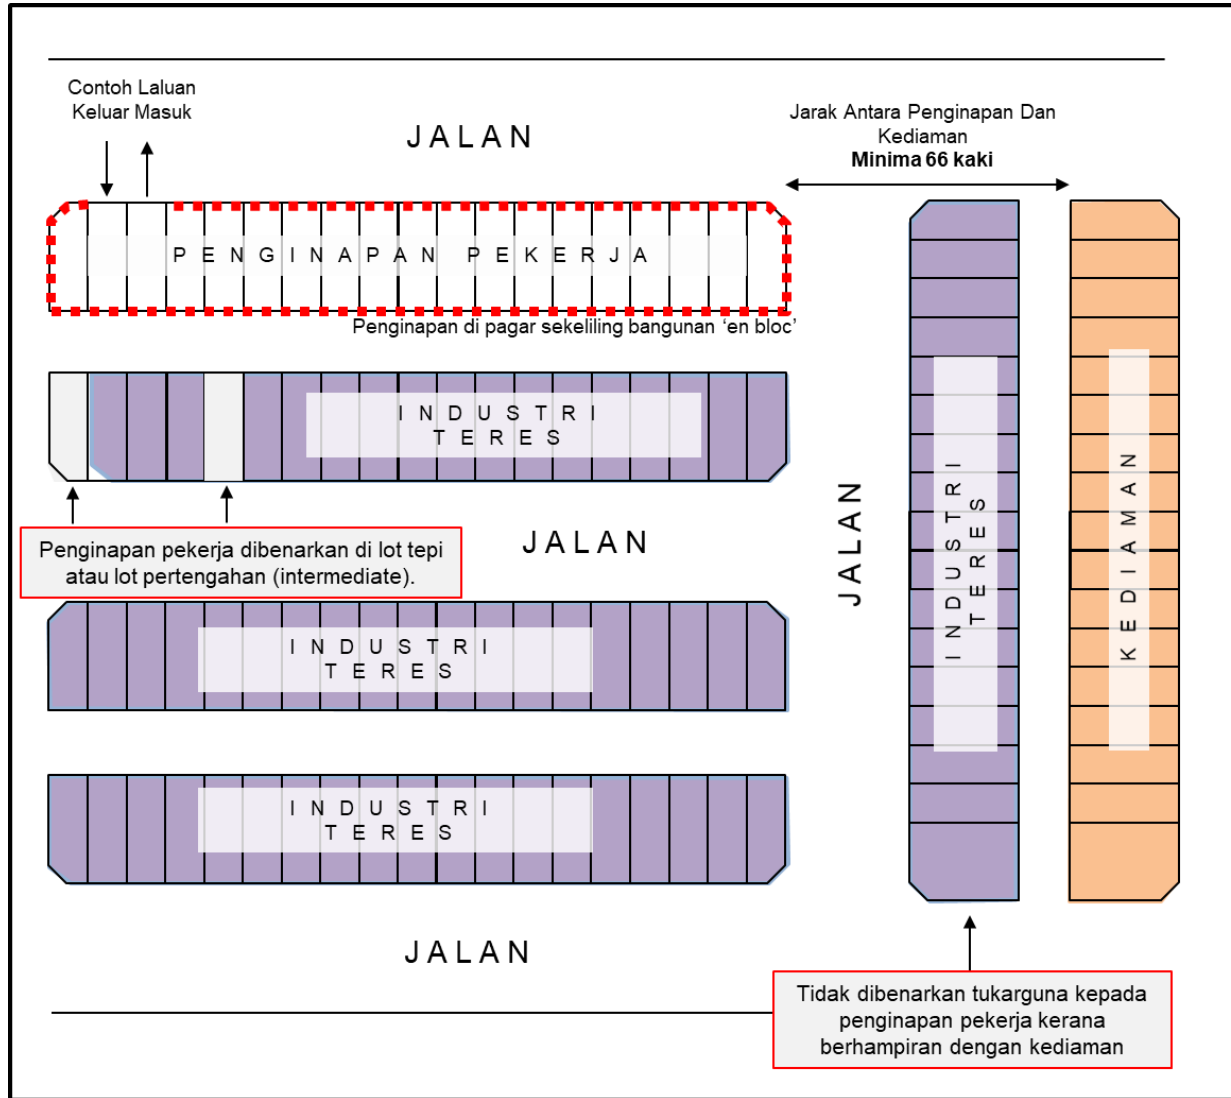 Contoh Laluan
Keluar Masuk
JALAN
Jarak Antara Penginapan Dan
Kediaman
Minima 66 kaki
PENGINAPAN PEKERJA
Penginapan di pagar sekeliling bangunan ‘en bloc’
INDUSTRI
TERES
Penginapan pekerja dibenarkan di lot tepi
atau lot pertengahan (intermediate).
JALAN
JALAN
INDUSTRI
TERES
KEDIAMAN
INDUSTRI
TERES
INDUSTRI
TERES
JALAN
Tidak dibenarkan tukarguna kepada
penginapan pekerja kerana
berhampiran dengan kediaman